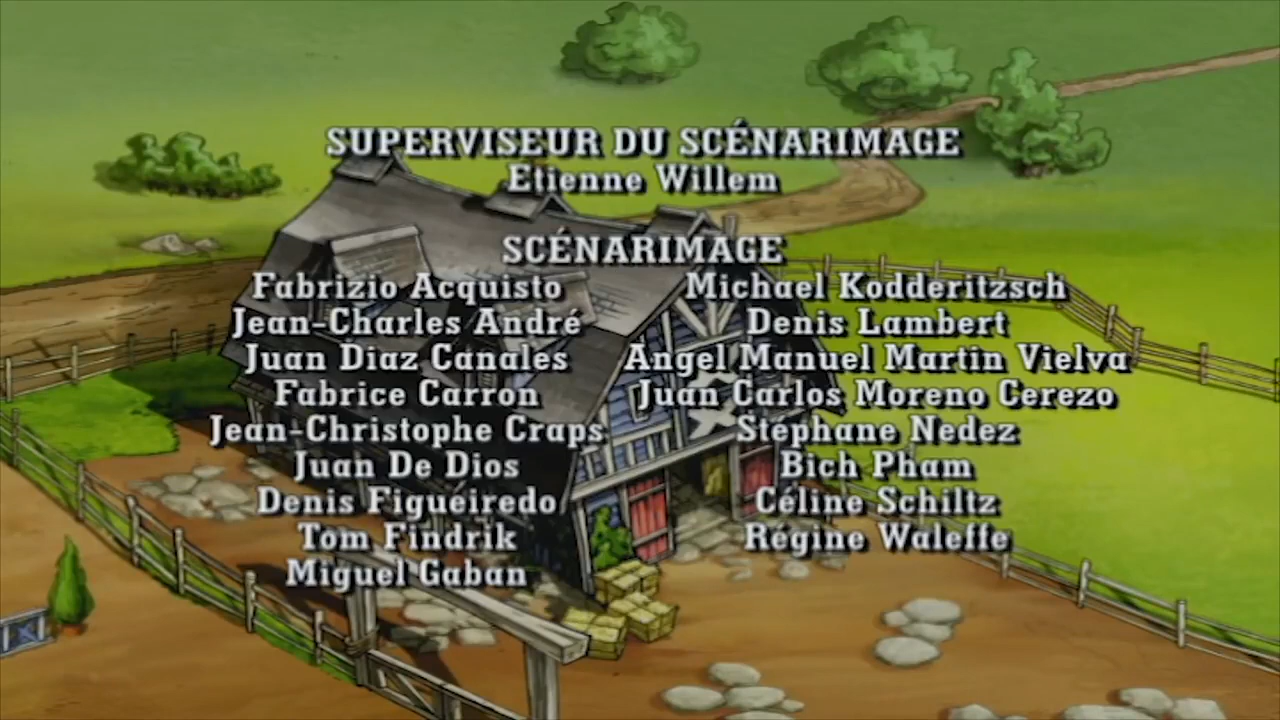 SUPERVISEUR DU SCÉNARIMAGE
Etienne Willem
SCÉNARIMAGE
Fabrizio Acquisto
Jean-Charles André
Juan Diaz Canales
Fabrice Carron
Jean-Christophe Craps
Juan De Dios
Denis Figueiredo
Tom Findrik
Miguel Gaban
Michael Kodderitzsch
Denis Lambert
Angel Manuel Martin Vielva
Juan Carlos Moreno Cerezo
Stéphane Nedez
Bich Pham
Céline Schiltz
Régine Waleffe